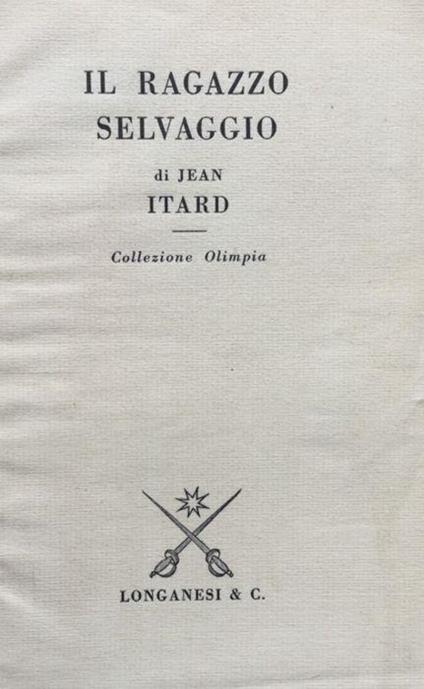 IL RAGAZZO
SELVAGGIO
di JEAN
ITARD
Collezione Olimpia
LONGANESI & C.